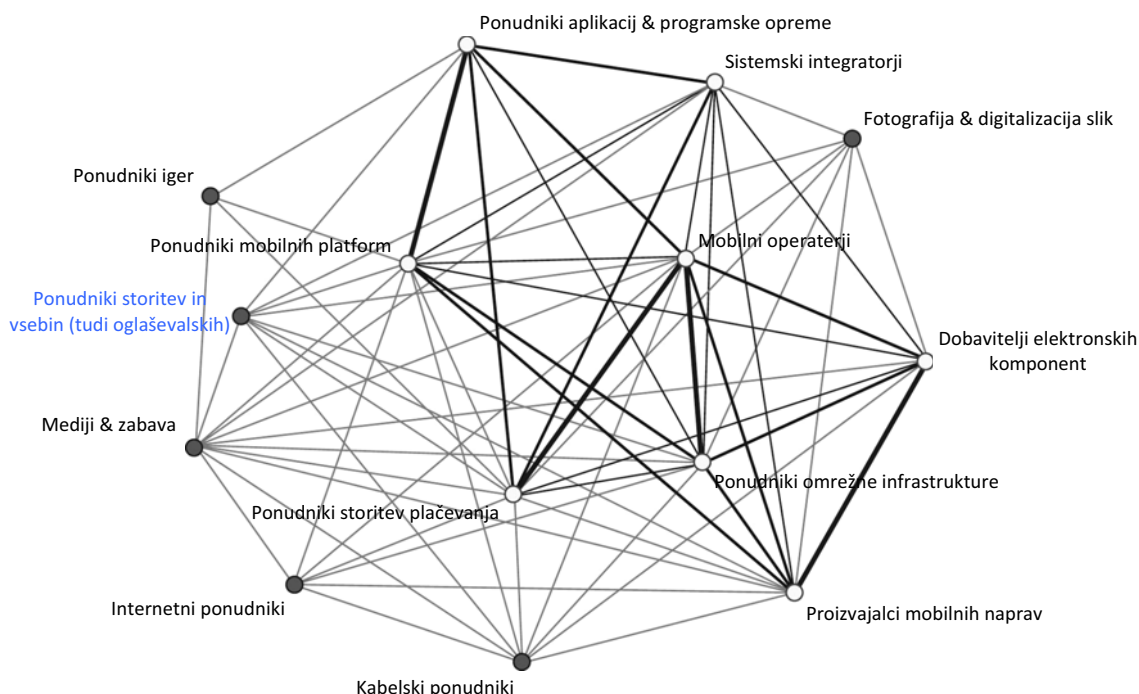 Ponudniki aplikacij & programske opreme
Sistemski integratorji
Fotografija & digitalizacija slik
Ponudniki iger
Ponudniki mobilnih platform
Mobilni operaterji
Ponudniki storitev in
vsebin (tudi oglaševalskih)
Dobavitelji elektronskih
komponent
Mediji & zabava
Ponudniki omrežne infrastrukture
Ponudniki storitev plačevanja
Internetni ponudniki
Proizvajalci mobilnih naprav
Kabelski ponudniki